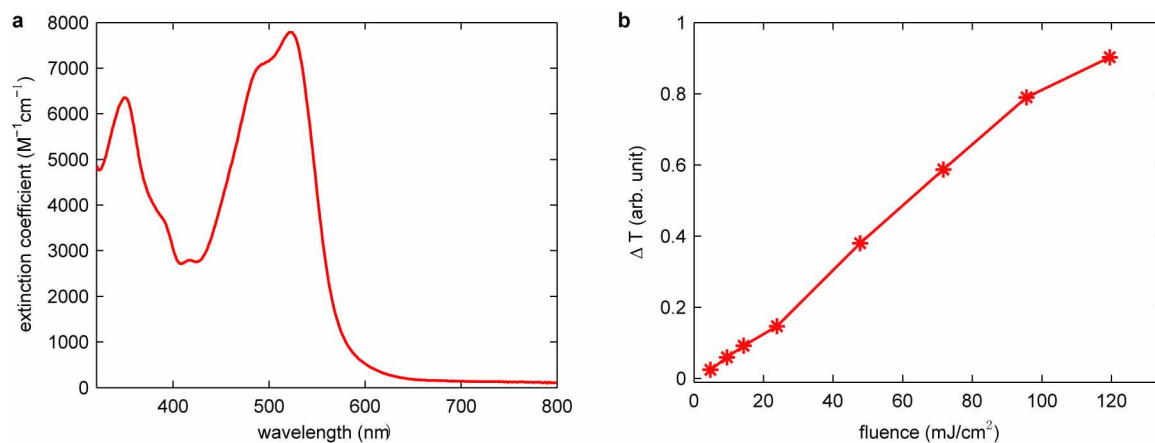 a
extinction coefficient (M⁻¹cm⁻¹)
8000
7000
6000
5000
4000
3000
2000
1000
0
400 500 600 700 800
wavelength (nm)
b
Δ T (arb. unit)
1
0.8
0.6
0.4
0.2
0
0 20 40 60 80 100 120
fluence (mJ/cm²)